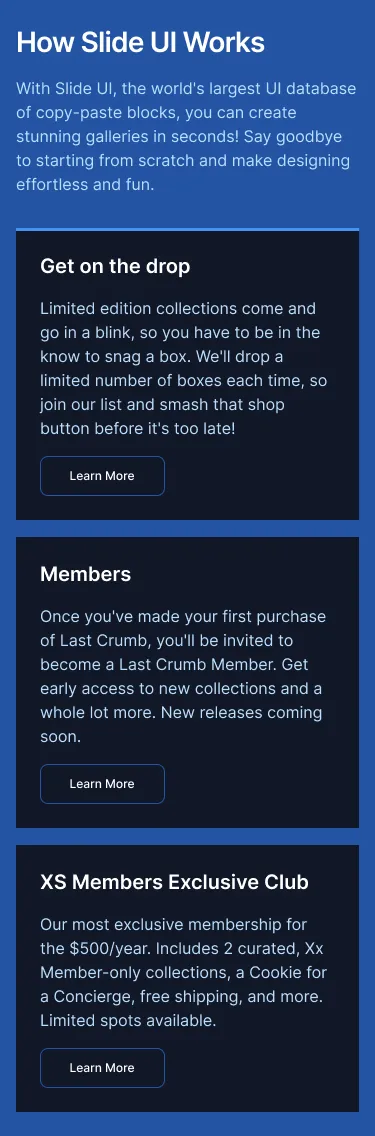 How Slide UI Works
With Slide UI, the world's largest UI database
of copy-paste blocks, you can create
stunning galleries in seconds! Say goodbye
to starting from scratch and make designing
effortless and fun.
Get on the drop
Limited edition collections come and
go in a blink, so you have to be in the
know to snag a box. We'll drop a
limited number of boxes each time, so
join our list and smash that shop
button before it's too late!
Learn More
Members
Once you've made your first purchase
of Last Crumb, you'll be invited to
become a Last Crumb Member. Get
early access to new collections and a
whole lot more. New releases coming
soon.
Learn More
XS Members Exclusive Club
Our most exclusive membership for
the $500/year. Includes 2 curated, Xx
Member-only collections, a Cookie for
a Concierge, free shipping, and more.
Limited spots available.
Learn More